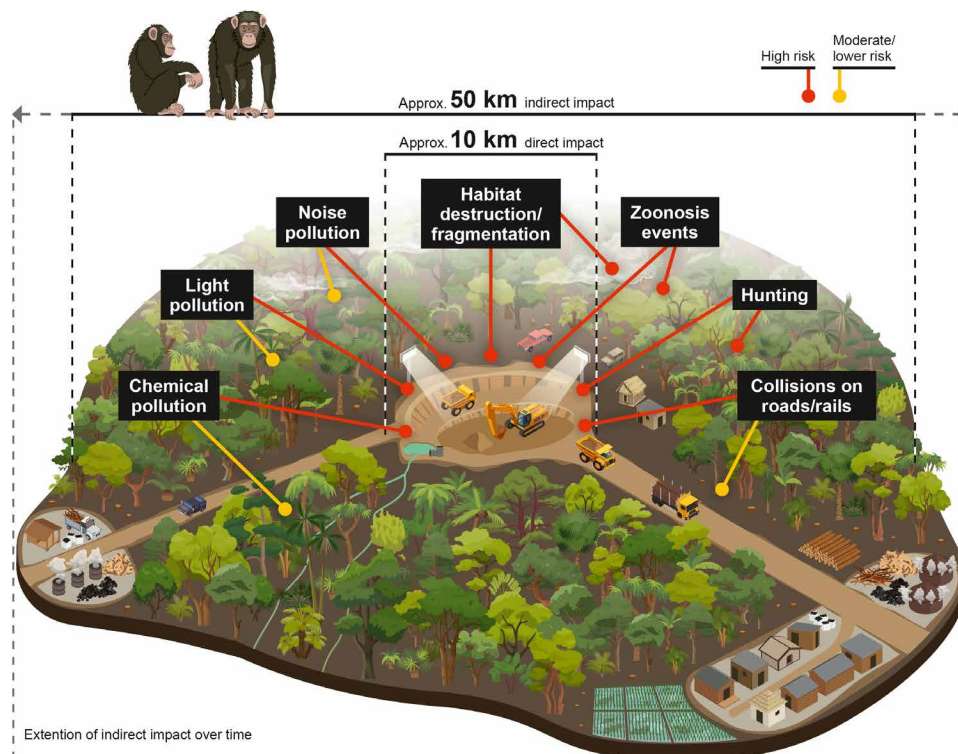 High risk
Moderate/
lower risk
Approx. 50 km indirect impact
Approx. 10 km direct impact
Noise
pollution
Habitat
destruction/
fragmentation
Zoonosis
events
Light
pollution
Hunting
Chemical
pollution
Collisions on
roads/rails
Extention of indirect impact over time